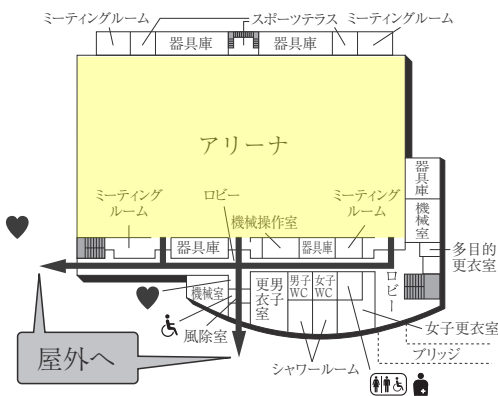 ミーティングルーム
スポーツテラス
ミーティングルーム
器具庫
器具庫
アリーナ
器具庫
機械室
ミーティング
ルーム
ロビー
ミーティング
ルーム
機械操作室
器具庫
器具庫
多目的
更衣室
機械室
男子
更衣室
男子
WC
女子
WC
ロビー
風除室
女子更衣室
屋外へ
シャワールーム
ブリッジ